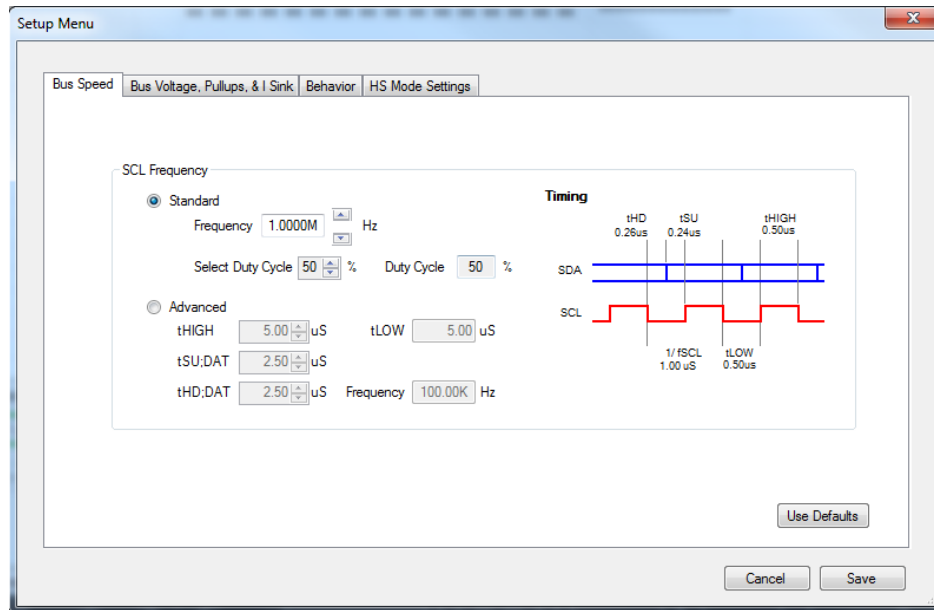 Setup Menu
Bus Speed
Bus Voltage, Pullups, & I Sink
Behavior
HS Mode Settings
SCL Frequency
Standard
Frequency 1.0000M Hz
Select Duty Cycle 50 % Duty Cycle 50 %
Advanced
tHIGH 5.00 uS tLOW 5.00 uS
tSU;DAT 2.50 uS
tHD;DAT 2.50 uS Frequency 100.00K Hz
Timing
tHD tSU tHIGH
0.26us 0.24us 0.50us
SDA
SCL
1/ fSCL tLOW
1.00 uS 0.50us
Use Defaults
Cancel Save